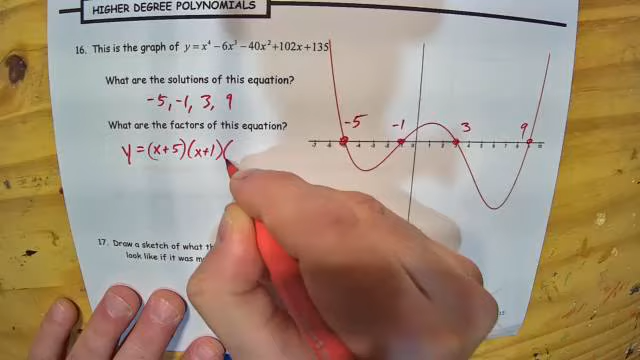 HIGHER DEGREE POLYNOMIALS
16. This is the graph of y = x⁴ − 6x³ − 40x² + 102x + 135
What are the solutions of this equation?
-5, -1, 3, 9
What are the factors of this equation?
y = (x+5)(x+1)(
-5 -1 3 9
17. Draw a sketch of what
look like if it was